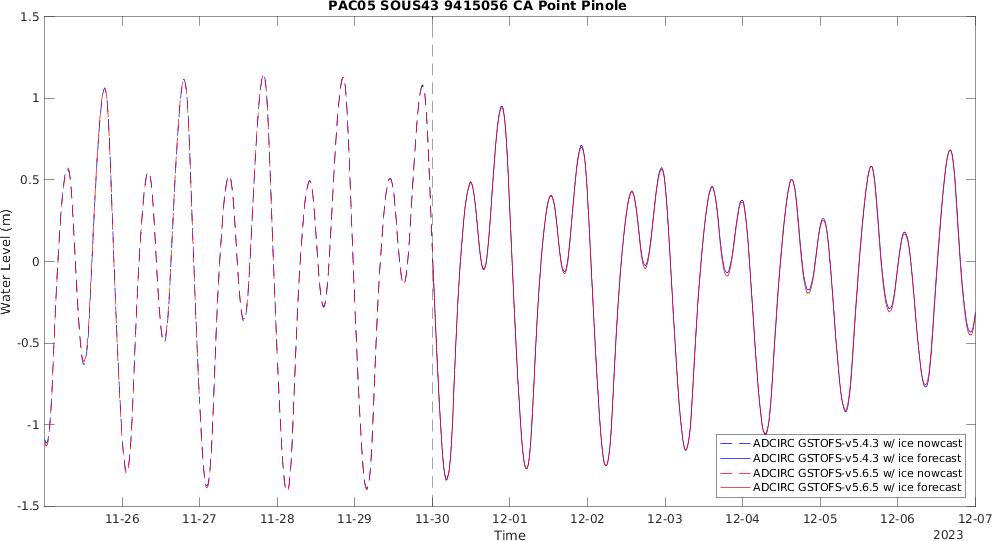 PAC05 SOUS43 9415056 CA Point Pinole
1.5
1
0.5
0
-0.5
-1
-1.5
Water Level (m)
11-26
11-27
11-28
11-29
11-30
12-01
12-02
12-03
12-04
12-05
12-06
12-07
Time
2023
ADCIRC GSTOFS-v5.4.3 w/ ice nowcast
ADCIRC GSTOFS-v5.4.3 w/ ice forecast
ADCIRC GSTOFS-v5.6.5 w/ ice nowcast
ADCIRC GSTOFS-v5.6.5 w/ ice forecast